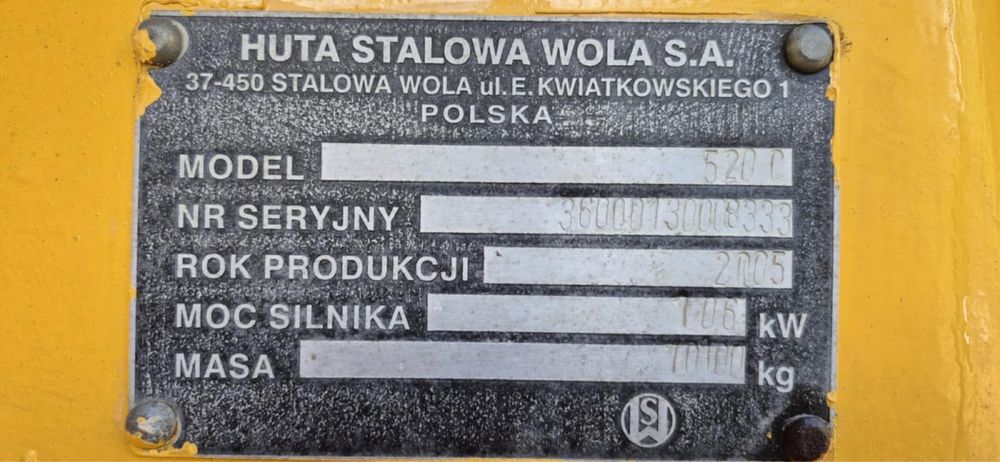 HUTA STALOWA WOLA S.A.
37-450 STALOWA WOLA ul. E. KWIATKOWSKIEGO 1
POLSKA
MODEL 520 C
NR SERYJNY 36000130008333
ROK PRODUKCJI 2005
MOC SILNIKA 106 kW
MASA 10100 kg
HSW